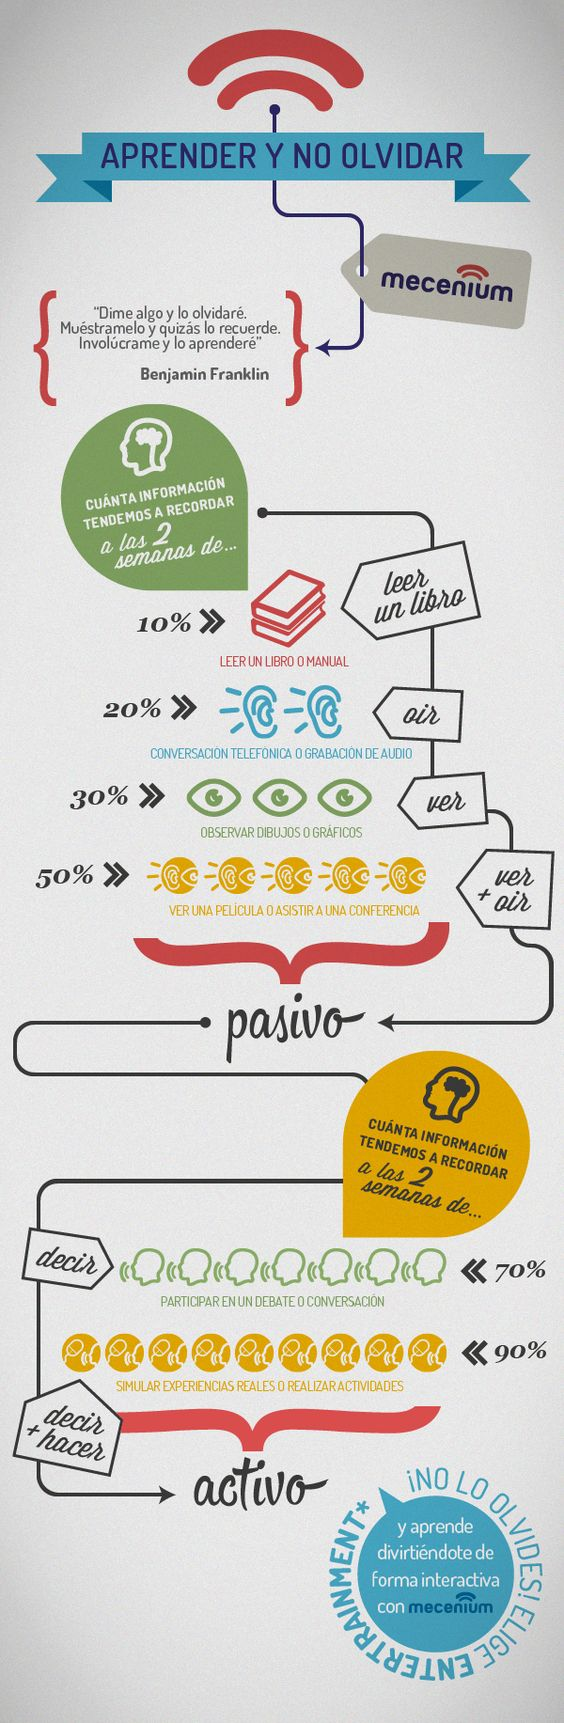 APRENDER Y NO OLVIDAR
mecenium
“Dime algo y lo olvidaré.
Muéstramelo y quizás lo recuerde.
Involúcrame y lo aprenderé”
Benjamin Franklin
CUÁNTA INFORMACIÓN
TENDEMOS A RECORDAR
a las 2
semanas de...
leer
un libro
10%
LEER UN LIBRO O MANUAL
20%
oir
CONVERSACIÓN TELEFÓNICA O GRABACIÓN DE AUDIO
30%
ver
OBSERVAR DIBUJOS O GRÁFICOS
50%
ver
+ oir
VER UNA PELÍCULA O ASISTIR A UNA CONFERENCIA
pasivo
CUÁNTA INFORMACIÓN
TENDEMOS A RECORDAR
a las 2
semanas de...
decir
70%
PARTICIPAR EN UN DEBATE O CONVERSACIÓN
90%
SIMULAR EXPERIENCIAS REALES O REALIZAR ACTIVIDADES
decir
+ hacer
activo
¡NO LO OLVIDES! ELIGE ENTERTRAINMENT*
y aprende
divirtiéndote de
forma interactiva
con mecenium